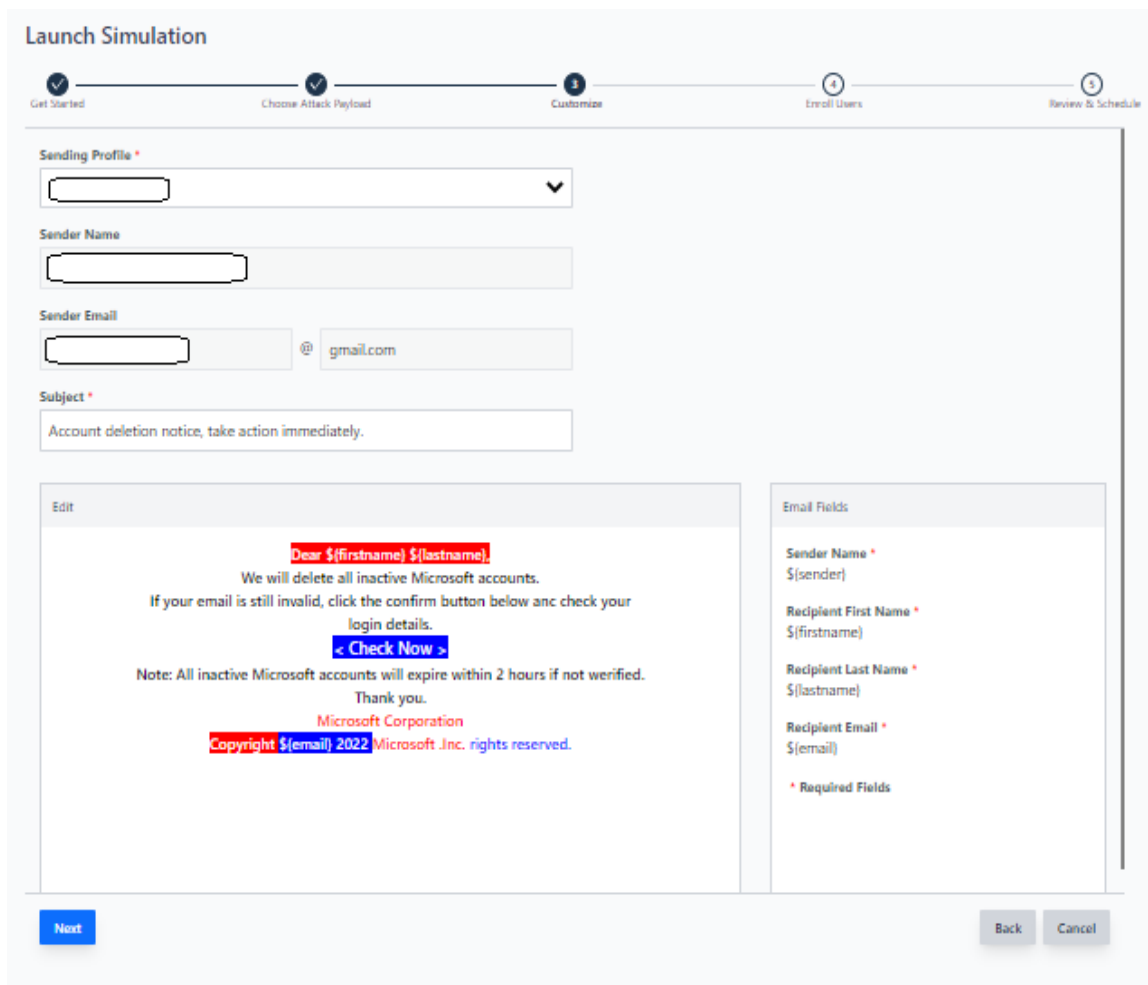 Launch Simulation
3 4 5
Get Started Choose Attack Payload Customize Enroll Users Review & Schedule
Sending Profile *
Sender Name
Sender Email
@ gmail.com
Subject *
Account deletion notice, take action immediately.
Edit
Dear ${firstname} ${lastname},
We will delete all inactive Microsoft accounts.
If your email is still invalid, click the confirm button below anc check your
login details.
< Check Now >
Note: All inactive Microsoft accounts will expire within 2 hours if not werified.
Thank you.
Microsoft Corporation
Copyright ${email} 2022 Microsoft .Inc. rights reserved.
Email Fields
Sender Name *
${sender}
Recipient First Name *
${firstname}
Recipient Last Name *
${lastname}
Recipient Email *
${email}
* Required Fields
Next Back Cancel